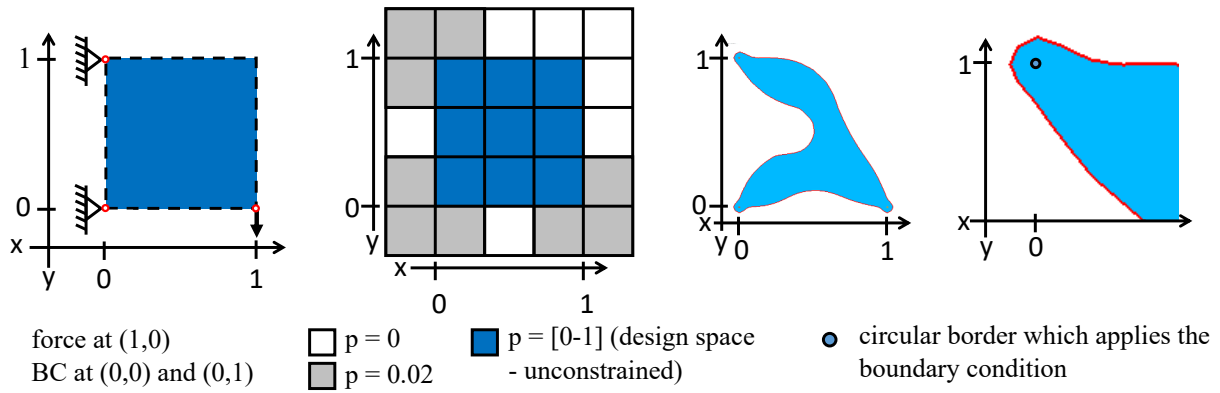 1
0
x
y
0
1
1
0
x
y
0
1
1
0
x
y
0
1
1
x
y
0
force at (1,0)
BC at (0,0) and (0,1)
p = 0
p = 0.02
p = [0-1] (design space
- unconstrained)
circular border which applies the
boundary condition